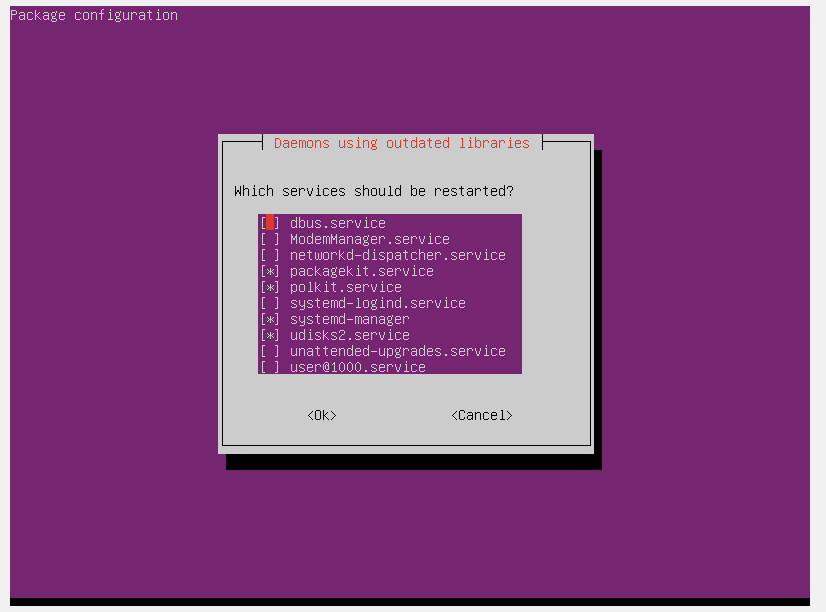 Package configuration
Daemons using outdated libraries
Which services should be restarted?
[ ] dbus.service
[ ] ModemManager.service
[ ] networkd-dispatcher.service
[*] packagekit.service
[*] polkit.service
[ ] systemd-logind.service
[*] systemd-manager
[*] udisks2.service
[ ] unattended-upgrades.service
[ ] user@1000.service
<Ok> <Cancel>